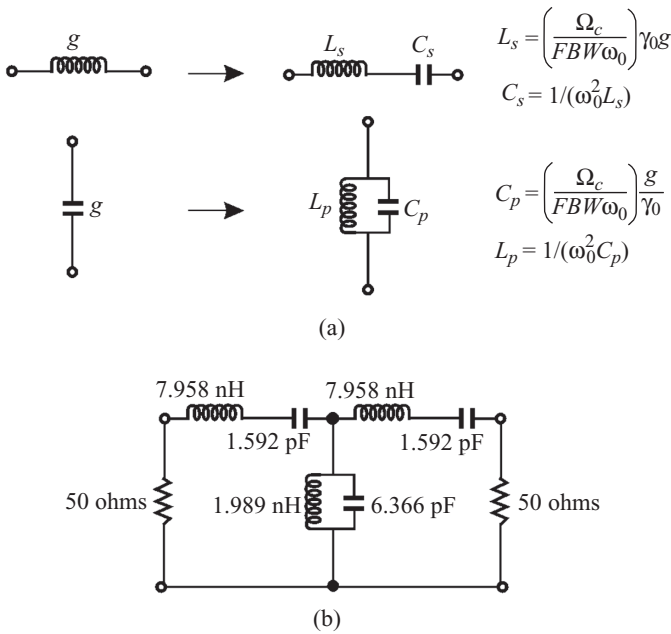 g
L_s C_s
L_s = (Ω_c / FBWω_0) γ_0 g
C_s = 1/(ω_0^2 L_s)
g
L_p C_p
C_p = (Ω_c / FBWω_0) g/γ_0
L_p = 1/(ω_0^2 C_p)
(a)
7.958 nH 7.958 nH
1.592 pF 1.592 pF
50 ohms 1.989 nH 6.366 pF 50 ohms
(b)